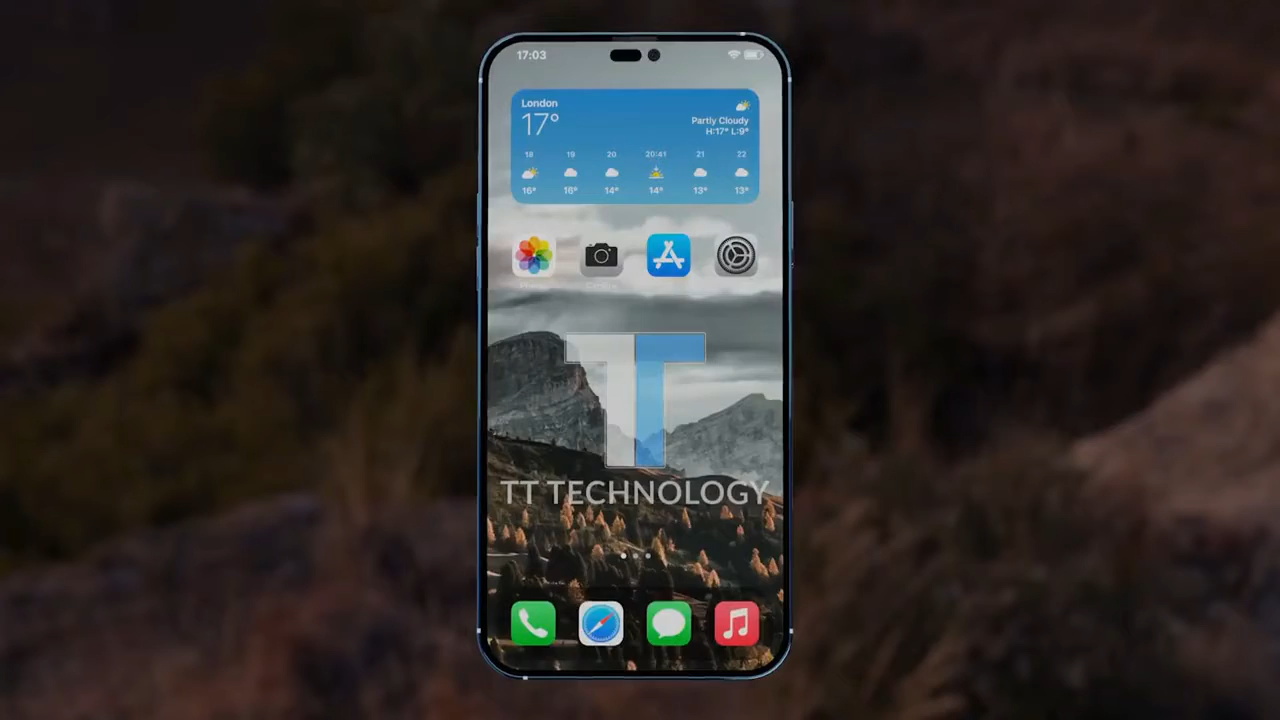 17:03
London
17°
Partly Cloudy
H:17° L:9°
18 19 20 20:41 21 22
16° 16° 14° 14° 13° 13°
TT TECHNOLOGY